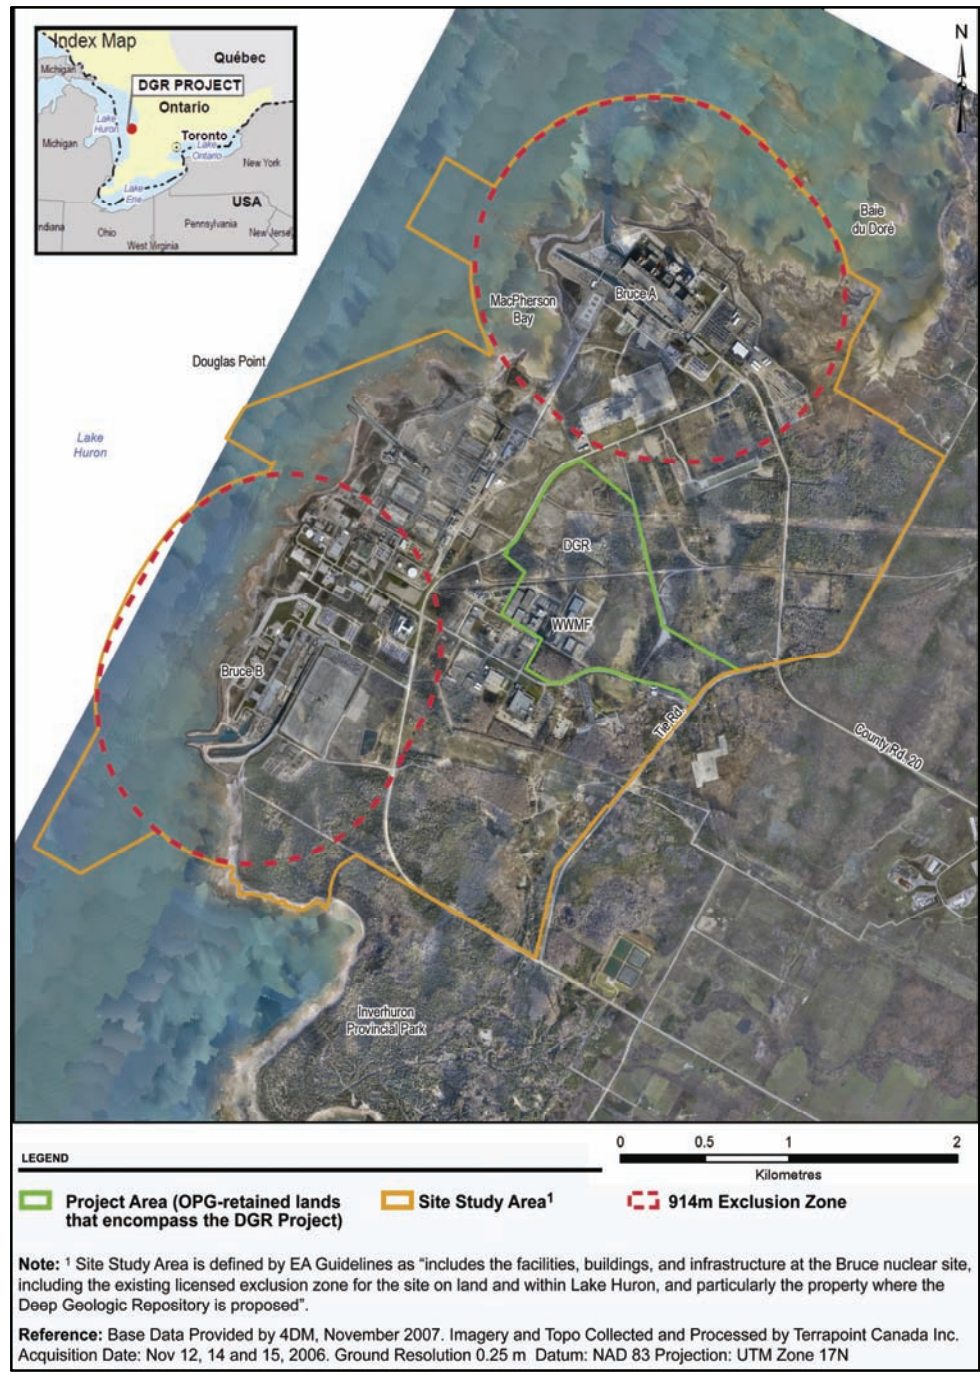 Index Map
Québec
Michigan
DGR PROJECT
Ontario
Lake
Huron
Toronto
Michigan
Lake
Ontario
New York
Lake
Erie
USA
Pennsylvania
ndiana
Ohio
New Jerse
West Virginia
N
Baie
du Doré
Bruce A
MacPherson
Bay
Douglas Point
Lake
Huron
DGR
WWMF
Bruce B
Tie Rd.
County Rd. 20
Inverhuron
Provincial Park
0 0.5 1 2
Kilometres
LEGEND
Project Area (OPG-retained lands
that encompass the DGR Project)
Site Study Area¹
914m Exclusion Zone
Note: ¹ Site Study Area is defined by EA Guidelines as “includes the facilities, buildings, and infrastructure at the Bruce nuclear site,
including the existing licensed exclusion zone for the site on land and within Lake Huron, and particularly the property where the
Deep Geologic Repository is proposed”.
Reference: Base Data Provided by 4DM, November 2007. Imagery and Topo Collected and Processed by Terrapoint Canada Inc.
Acquisition Date: Nov 12, 14 and 15, 2006. Ground Resolution 0.25 m Datum: NAD 83 Projection: UTM Zone 17N